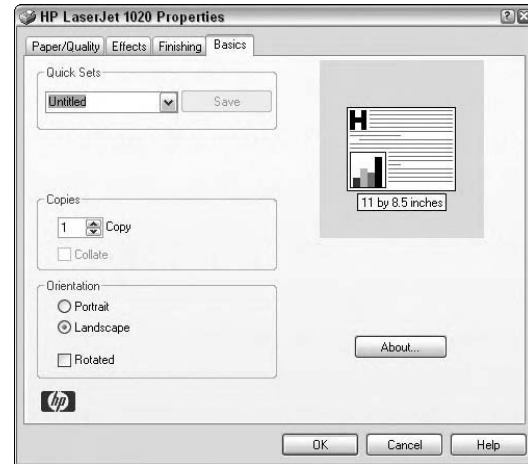 HP LaserJet 1020 Properties
Paper/Quality Effects Finishing Basics
Quick Sets
Untitled Save
H
11 by 8.5 inches
Copies
1 Copy
Collate
Orientation
Portrait
Landscape
Rotated
About...
hp
OK Cancel Help